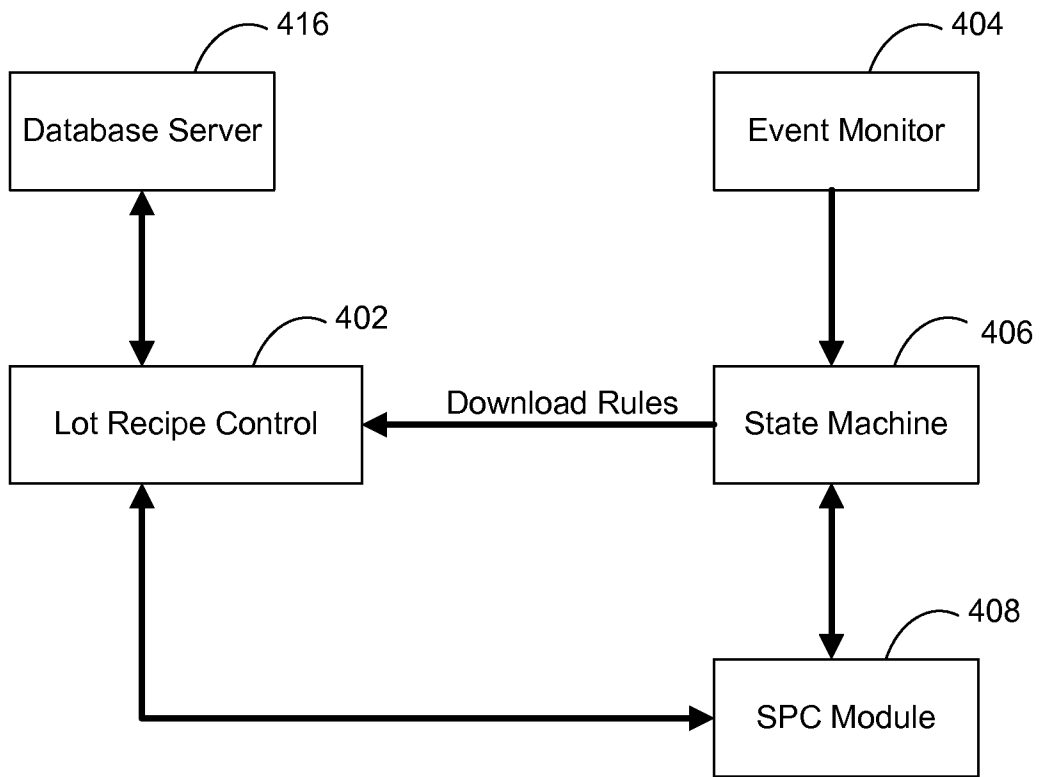 416
404
Database Server
Event Monitor
402
406
Lot Recipe Control
Download Rules
State Machine
408
SPC Module